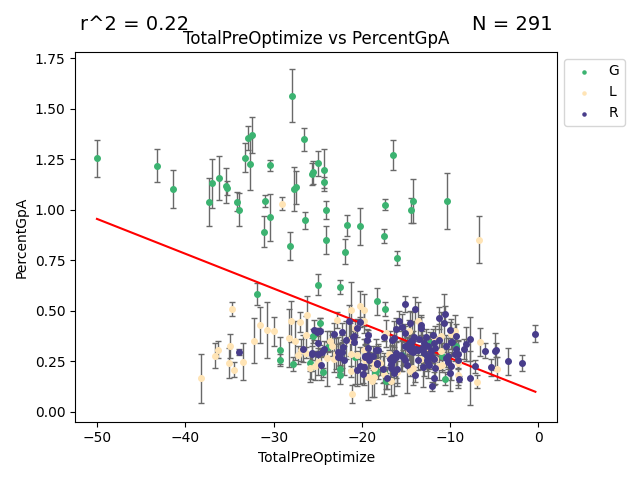 r^2 = 0.22
N = 291
TotalPreOptimize vs PercentGpA
G
L
R
PercentGpA
1.75
1.50
1.25
1.00
0.75
0.50
0.25
0.00
−50
−40
−30
−20
−10
0
TotalPreOptimize